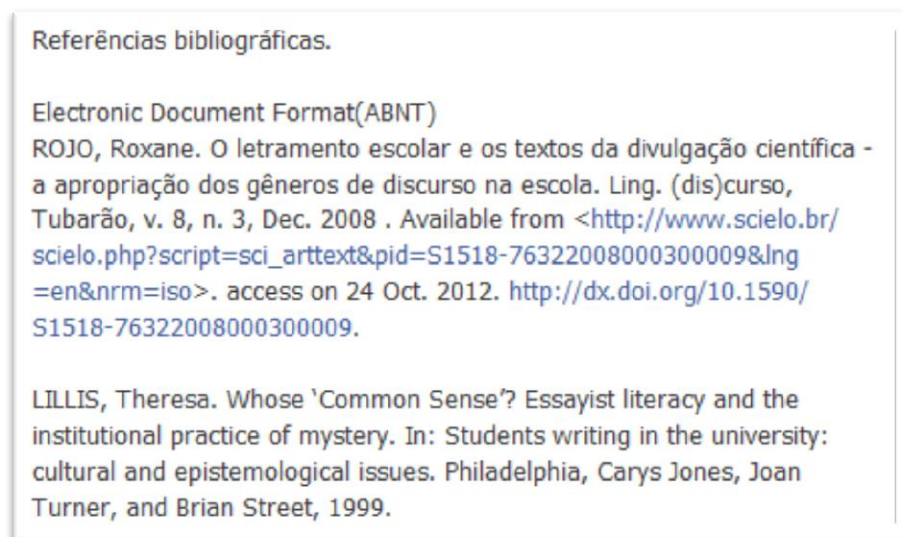 Referências bibliográficas.
Electronic Document Format(ABNT)
ROJO, Roxane. O letramento escolar e os textos da divulgação científica -
a apropriação dos gêneros de discurso na escola. Ling. (dis)curso,
Tubarão, v. 8, n. 3, Dec. 2008 . Available from <http://www.scielo.br/
scielo.php?script=sci_arttext&pid=S1518-76322008000300009&lng
=en&nrm=iso>. access on 24 Oct. 2012. http://dx.doi.org/10.1590/
S1518-76322008000300009.
LILLIS, Theresa. Whose ‘Common Sense’? Essayist literacy and the
institutional practice of mystery. In: Students writing in the university:
cultural and epistemological issues. Philadelphia, Carys Jones, Joan
Turner, and Brian Street, 1999.